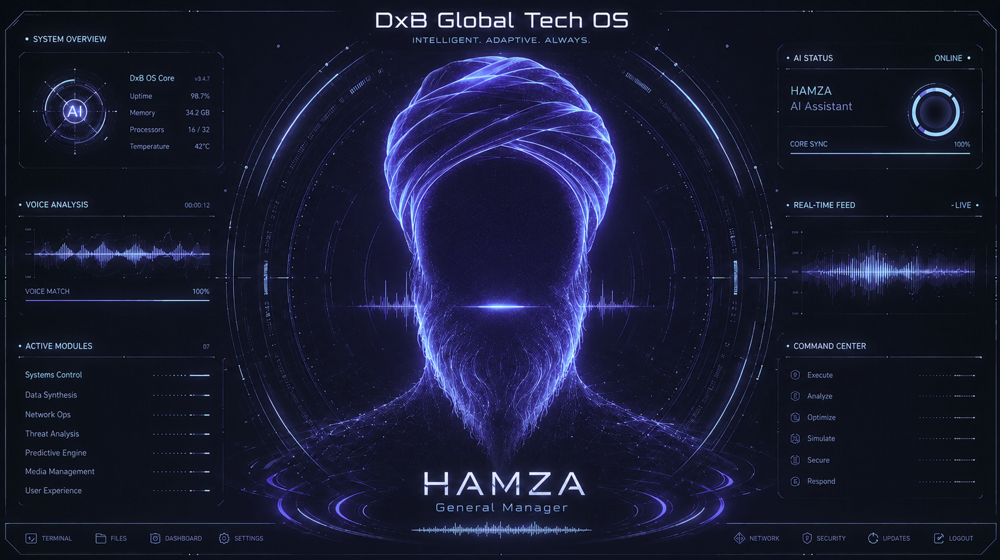 DxB Global Tech OS
INTELLIGENT. ADAPTIVE. ALWAYS.
SYSTEM OVERVIEW
AI
DxB OS Core v3.4.7
Uptime 98.7%
Memory 34.2 GB
Processors 16 / 32
Temperature 42°C
VOICE ANALYSIS 00:00:12
VOICE MATCH 100%
ACTIVE MODULES 07
Systems Control
Data Synthesis
Network Ops
Threat Analysis
Predictive Engine
Media Management
User Experience
AI STATUS ONLINE
HAMZA
AI Assistant
CORE SYNC 100%
REAL-TIME FEED -LIVE
COMMAND CENTER
Execute
Analyze
Optimize
Simulate
Secure
Respond
HAMZA
General Manager
TERMINAL FILES DASHBOARD SETTINGS NETWORK SECURITY UPDATES LOGOUT